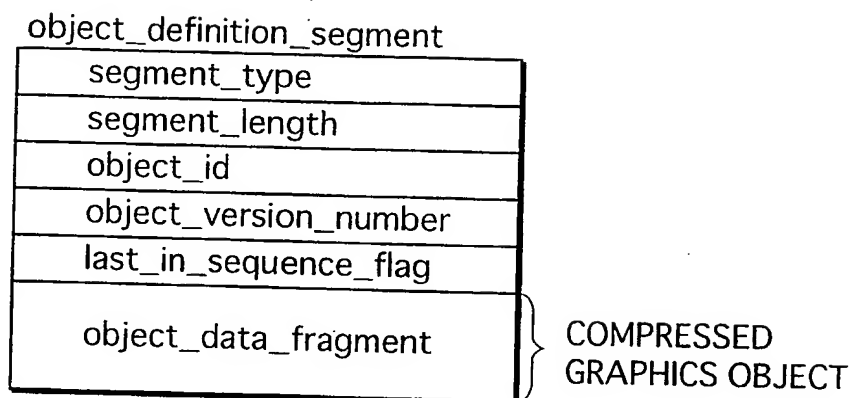 object_definition_segment
segment_type
segment_length
object_id
object_version_number
last_in_sequence_flag
object_data_fragment
COMPRESSED
GRAPHICS OBJECT